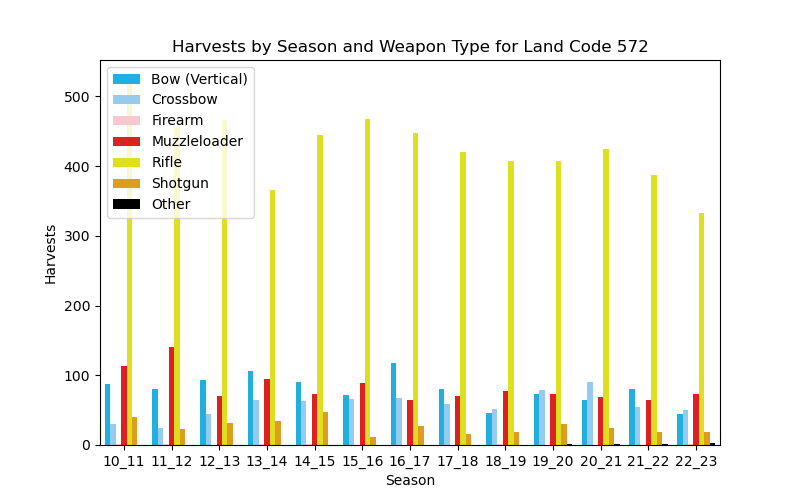 Harvests by Season and Weapon Type for Land Code 572
Bow (Vertical)
Crossbow
Firearm
Muzzleloader
Rifle
Shotgun
Other
500
400
300
200
100
0
Harvests
10_11 11_12 12_13 13_14 14_15 15_16 16_17 17_18 18_19 19_20 20_21 21_22 22_23
Season